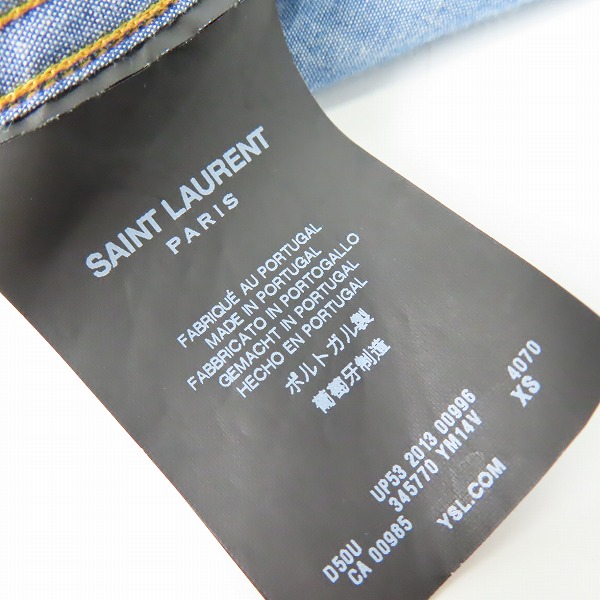 SAINT LAURENT
PARIS
FABRIQUÉ AU PORTUGAL
MADE IN PORTUGAL
FABBRICATO IN PORTOGALLO
GEMACHT IN PORTUGAL
HECHO EN PORTUGAL
ポルトガル製
葡萄牙制造
UP53 2013 00996 4070
345770 YM14V XS
D50U
CA 00985 YSL.COM